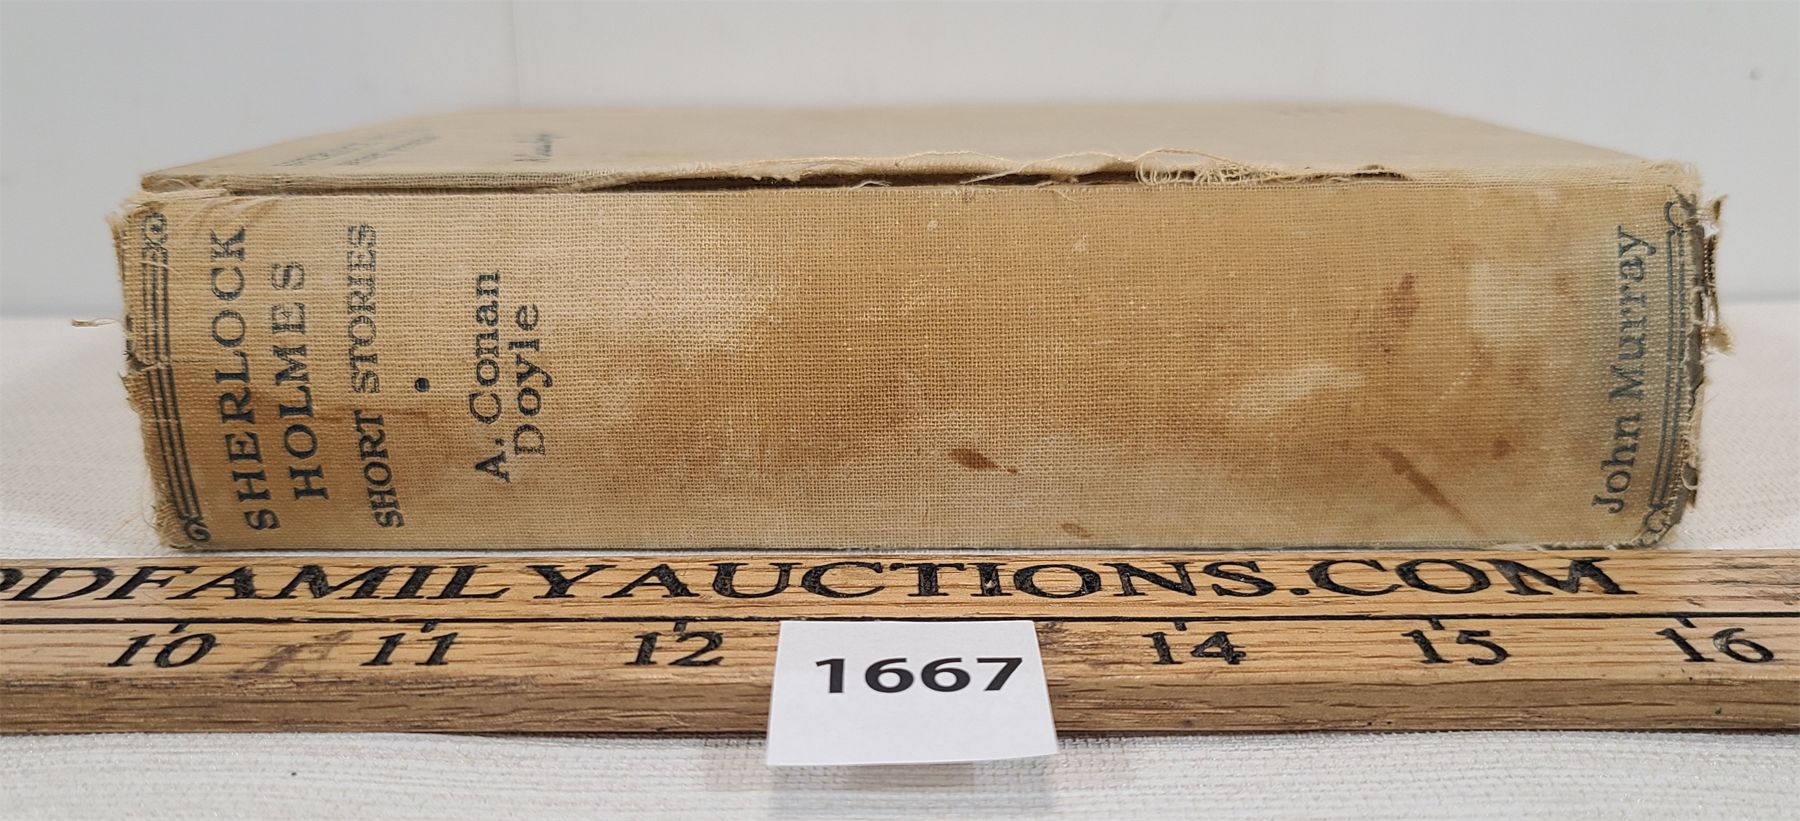 SHERLOCK
HOLMES
SHORT STORIES
A. Conan
Doyle
John Murray
DFAMILYAUCTIONS.COM
10 11 12 14 15 16
1667